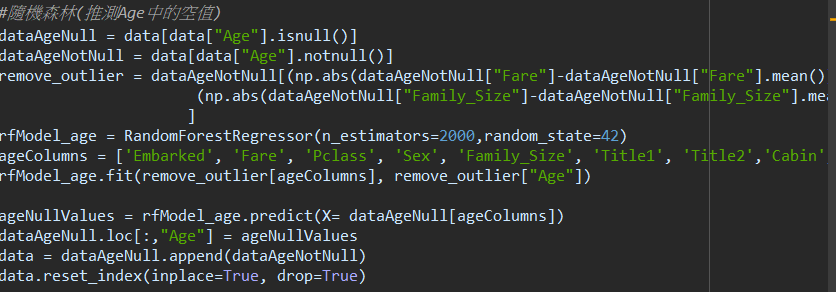 #隨機森林(推測Age中的空值)
dataAgeNull = data[data["Age"].isnull()]
dataAgeNotNull = data[data["Age"].notnull()]
remove_outlier = dataAgeNotNull[(np.abs(dataAgeNotNull["Fare"]-dataAgeNotNull["Fare"].mean()
(np.abs(dataAgeNotNull["Family_Size"]-dataAgeNotNull["Family_Size"].mea
]
rfModel_age = RandomForestRegressor(n_estimators=2000,random_state=42)
ageColumns = ['Embarked', 'Fare', 'Pclass', 'Sex', 'Family_Size', 'Title1', 'Title2','Cabin'
rfModel_age.fit(remove_outlier[ageColumns], remove_outlier["Age"])
ageNullValues = rfModel_age.predict(X= dataAgeNull[ageColumns])
dataAgeNull.loc[:,"Age"] = ageNullValues
data = dataAgeNull.append(dataAgeNotNull)
data.reset_index(inplace=True, drop=True)